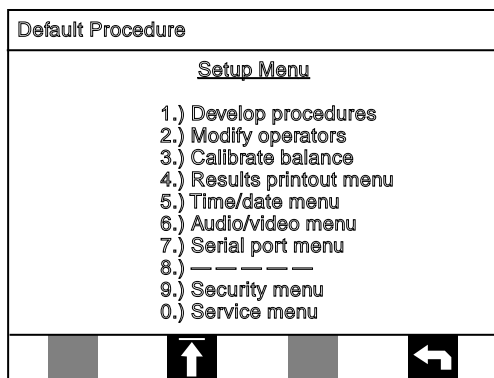 Default Procedure
Setup Menu
1.) Develop procedures
2.) Modify operators
3.) Calibrate balance
4.) Results printout menu
5.) Time/date menu
6.) Audio/video menu
7.) Serial port menu
8.) — — — — —
9.) Security menu
0.) Service menu